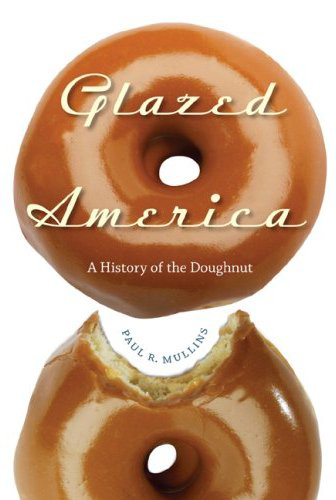 Glazed
America
A History of the Doughnut
PAUL R. MULLINS